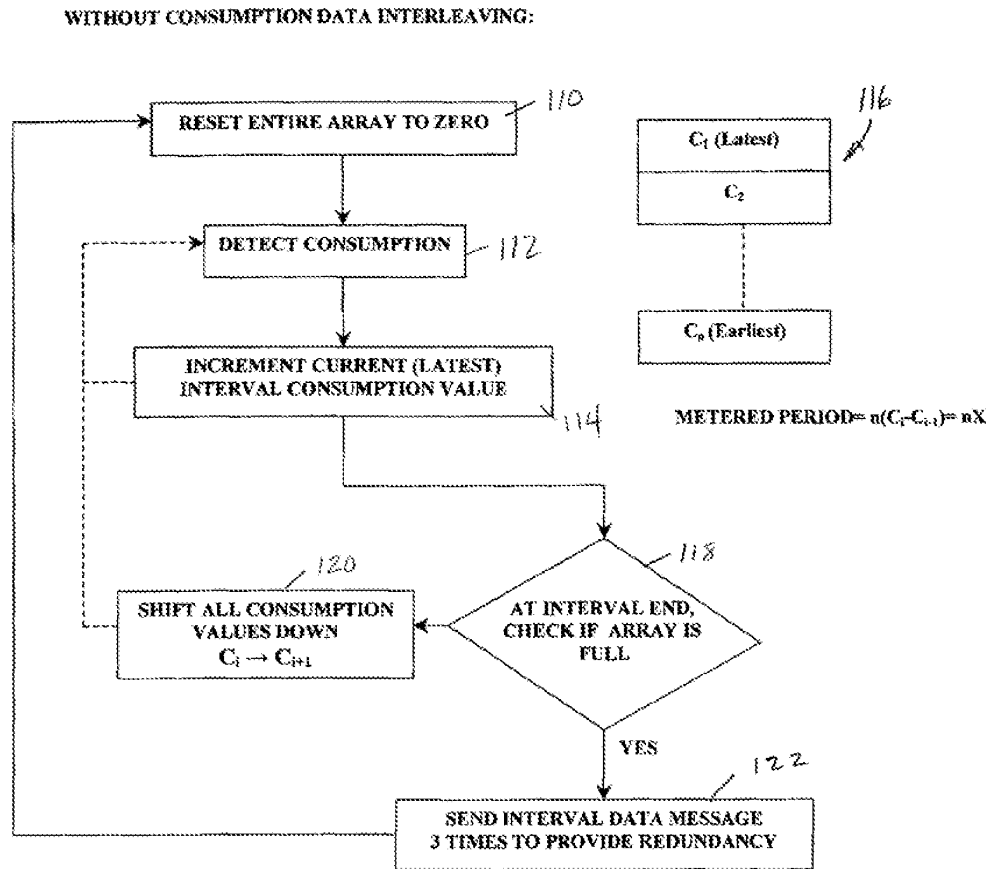 WITHOUT CONSUMPTION DATA INTERLEAVING:
110
RESET ENTIRE ARRAY TO ZERO
116
C₁ (Latest)
C₂
DETECT CONSUMPTION
112
Cₙ (Earliest)
INCREMENT CURRENT (LATEST)
INTERVAL CONSUMPTION VALUE
114
METERED PERIOD= n(Cᵢ-Cᵢ₋₁)= nX
118
120
AT INTERVAL END,
CHECK IF ARRAY IS
FULL
SHIFT ALL CONSUMPTION
VALUES DOWN
Cᵢ → Cᵢ₊₁
YES
122
SEND INTERVAL DATA MESSAGE
3 TIMES TO PROVIDE REDUNDANCY